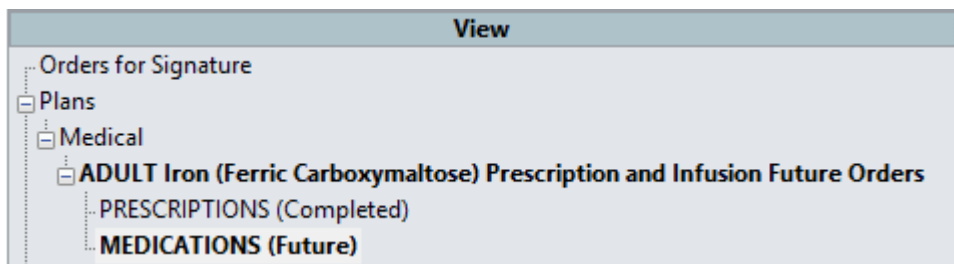 View
Orders for Signature
Plans
Medical
ADULT Iron (Ferric Carboxymaltose) Prescription and Infusion Future Orders
PRESCRIPTIONS (Completed)
MEDICATIONS (Future)